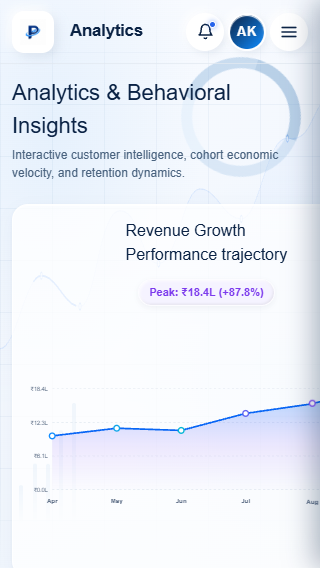 P
Analytics
AK
Analytics & Behavioral
Insights
Interactive customer intelligence, cohort economic
velocity, and retention dynamics.
Revenue Growth
Performance trajectory
Peak: ₹18.4L (+87.8%)
₹18.4L
₹12.3L
₹6.1L
₹0.0L
Apr May Jun Jul Aug